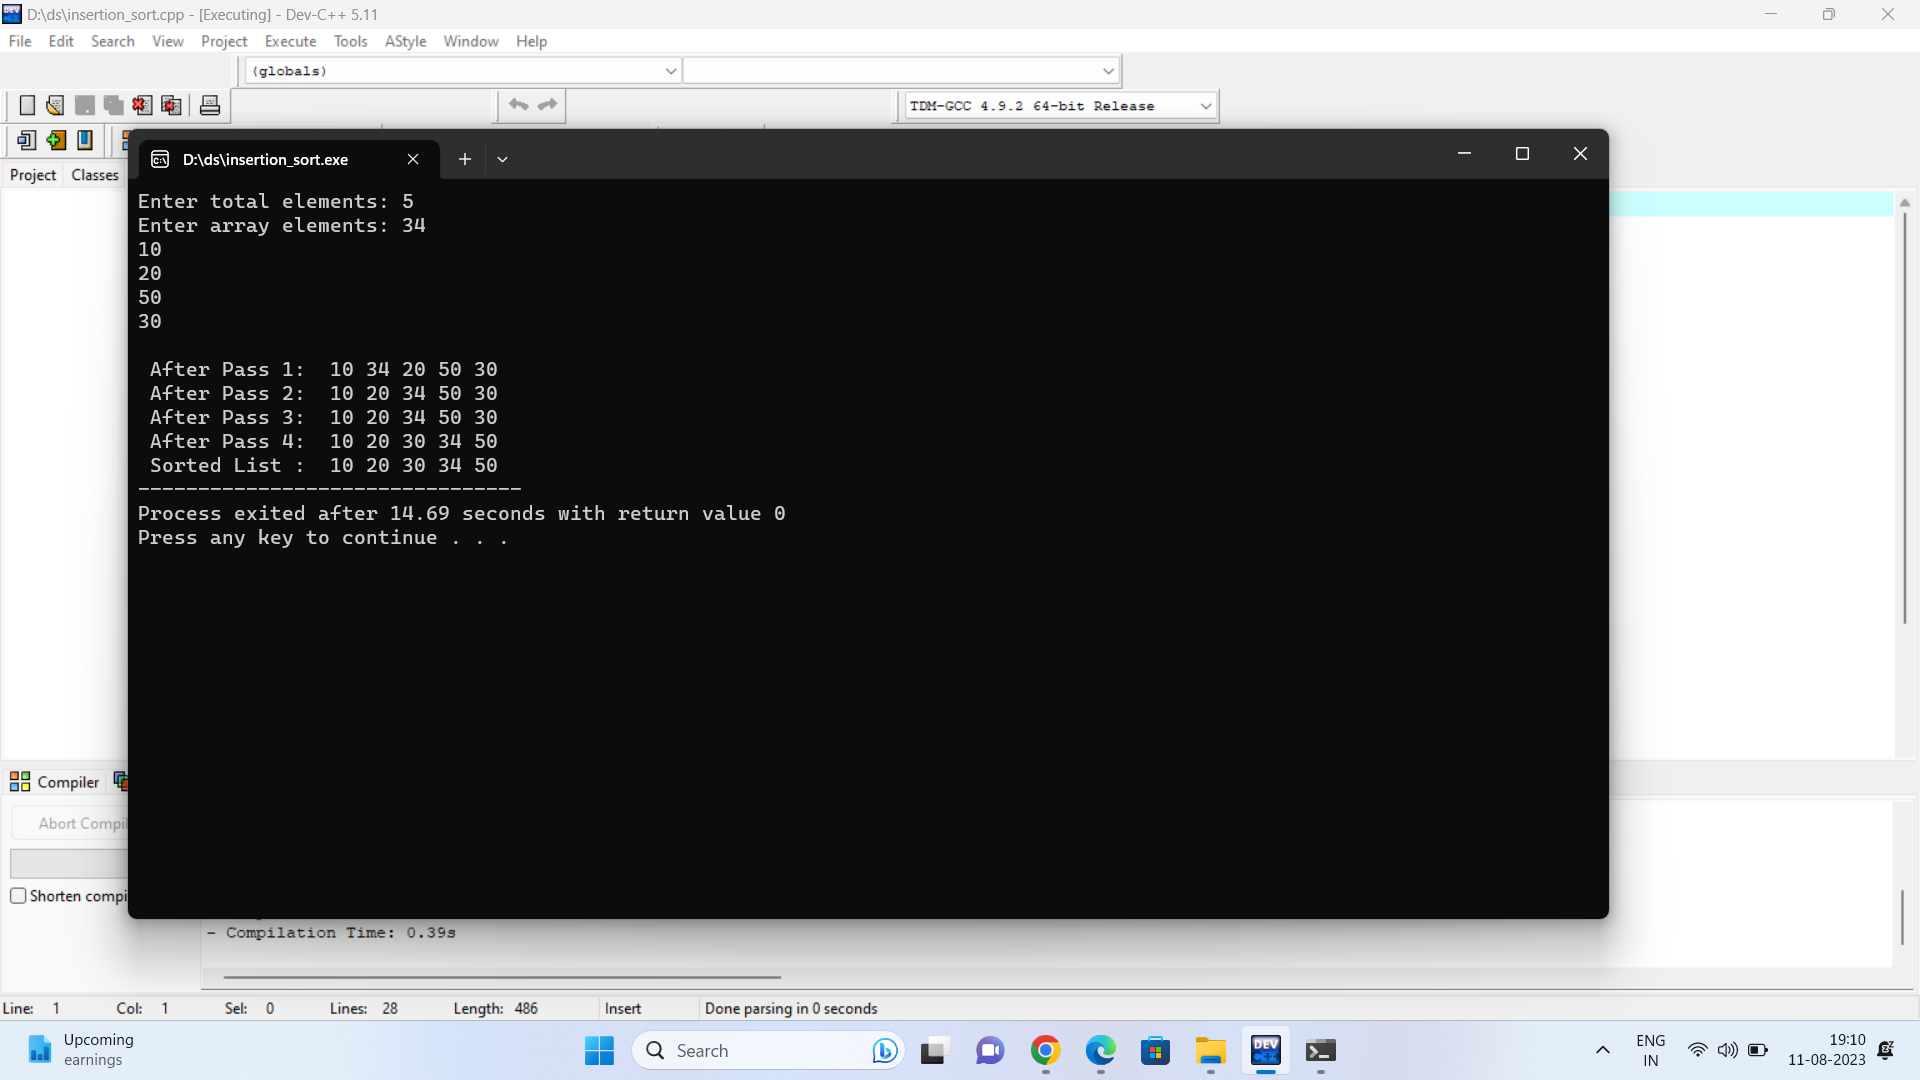 D:\ds\insertion_sort.cpp - [Executing] - Dev-C++ 5.11
File Edit Search View Project Execute Tools AStyle Window Help
(globals)
TDM-GCC 4.9.2 64-bit Release
Project Classes
D:\ds\insertion_sort.exe
Enter total elements: 5
Enter array elements: 34
10
20
50
30
After Pass 1: 10 34 20 50 30
After Pass 2: 10 20 34 50 30
After Pass 3: 10 20 34 50 30
After Pass 4: 10 20 30 34 50
Sorted List : 10 20 30 34 50
--------------------------------
Process exited after 14.69 seconds with return value 0
Press any key to continue . . .
Compiler
Abort Compil
Shorten compi
- Compilation Time: 0.39s
Line: 1 Col: 1 Sel: 0 Lines: 28 Length: 486 Insert Done parsing in 0 seconds
Upcoming
earnings
Search
DEV
C++
ENG
IN
19:10
11-08-2023